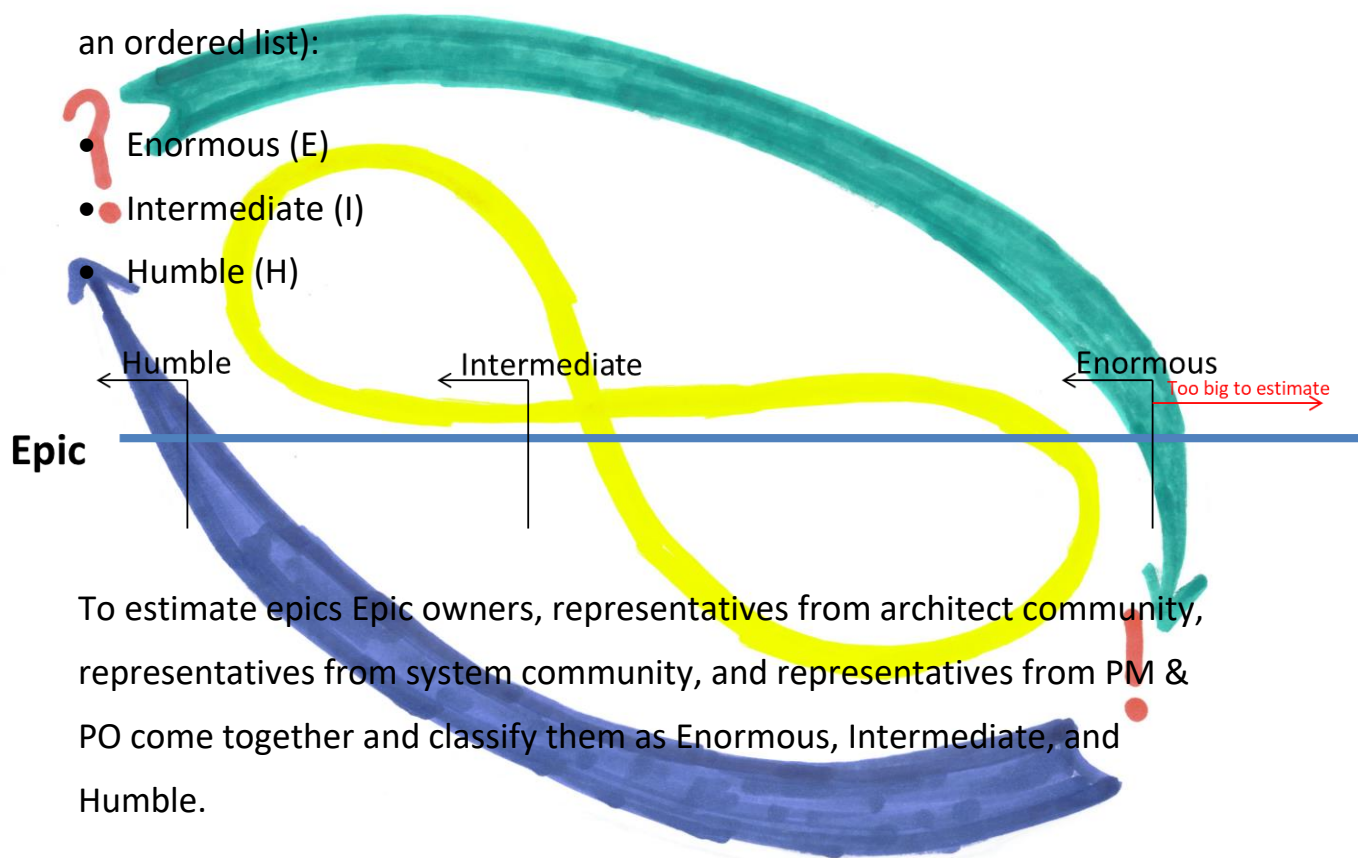 an ordered list):
• Enormous (E)
• Intermediate (I)
• Humble (H)
Humble
Intermediate
Enormous
Too big to estimate
Epic
To estimate epics Epic owners, representatives from architect community,
representatives from system community, and representatives from PM &
PO come together and classify them as Enormous, Intermediate, and
Humble.